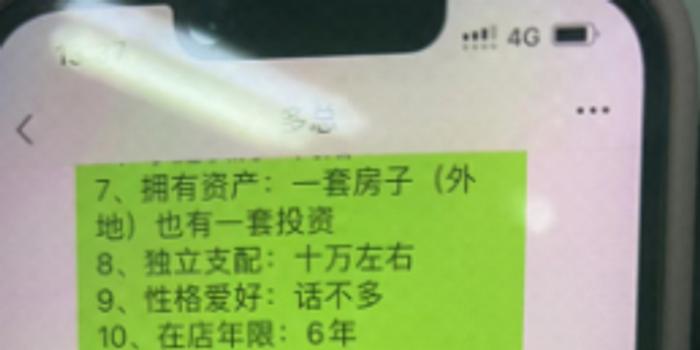 4G
多总
7、拥有资产：一套房子（外
地）也有一套投资
8、独立支配：十万左右
9、性格爱好：话不多
10、在店年限：6年